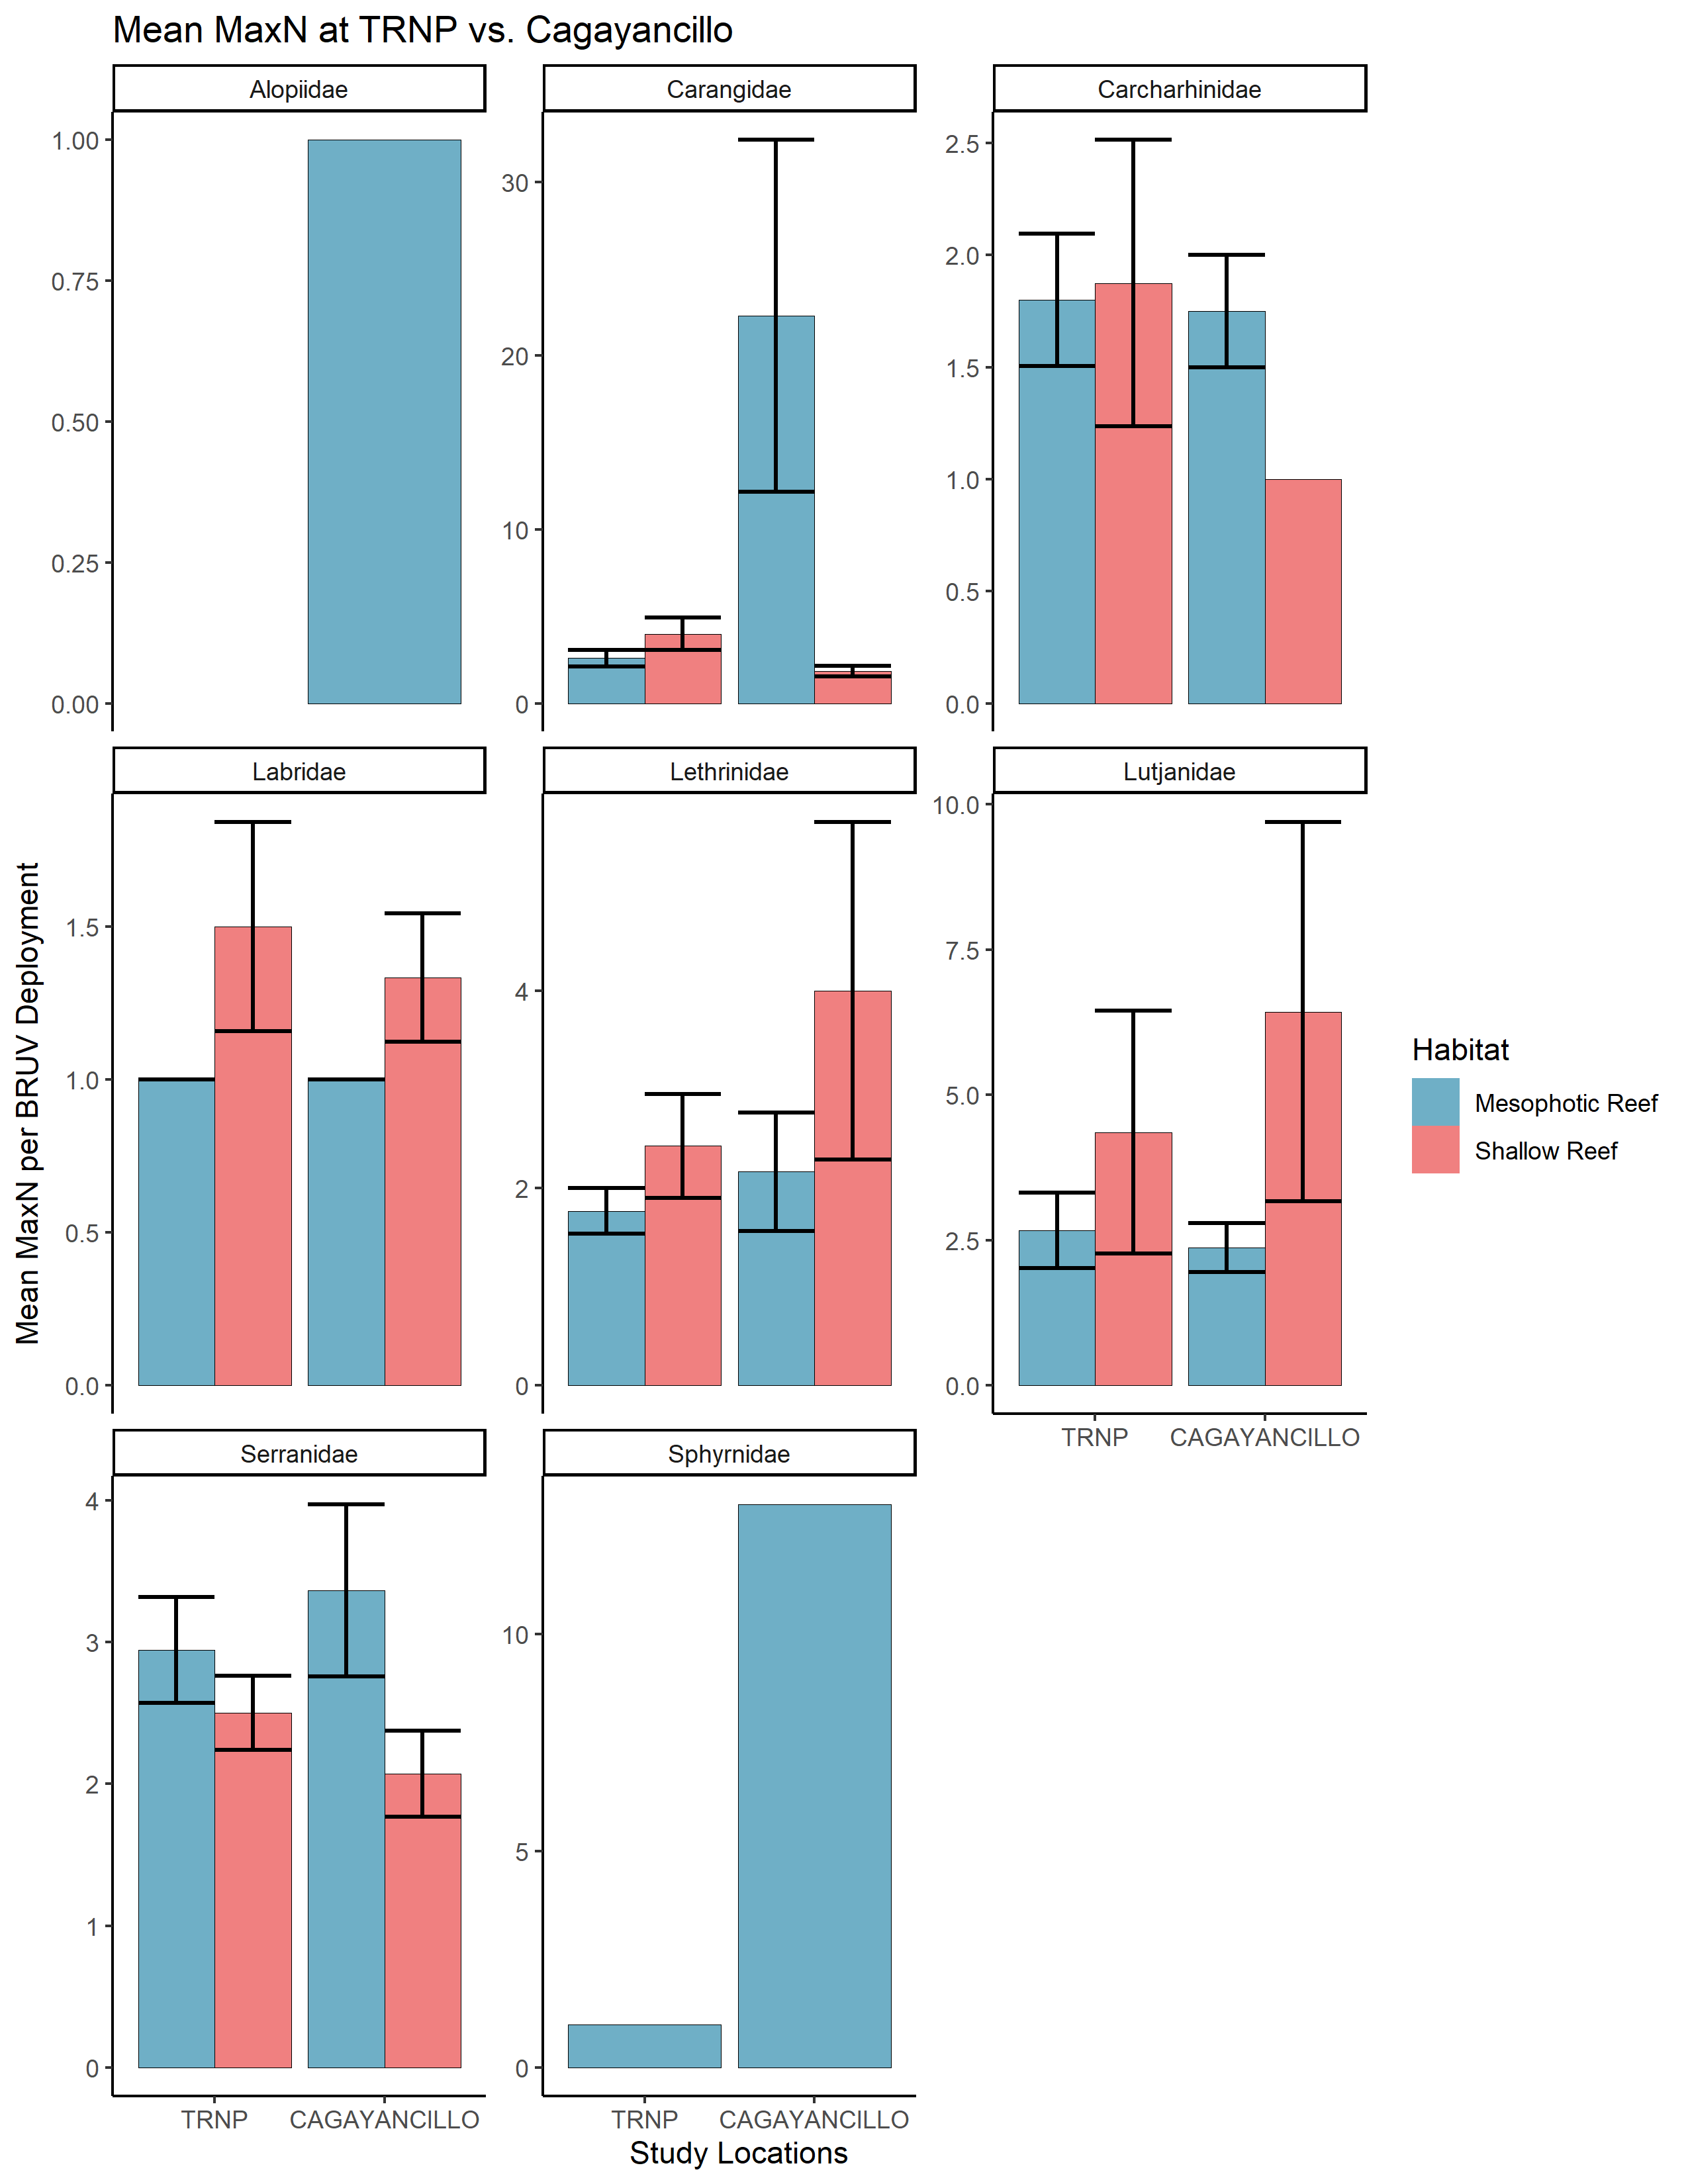 Mean MaxN at TRNP vs. Cagayancillo
Alopiidae
Carangidae
Carcharhinidae
1.00
0.75
0.50
0.25
0.00
30
20
10
0
2.5
2.0
1.5
1.0
0.5
0.0
Labridae
Lethrinidae
Lutjanidae
1.5
1.0
0.5
0.0
4
2
0
10.0
7.5
5.0
2.5
0.0
TRNP
CAGAYANCILLO
Mean MaxN per BRUV Deployment
Habitat
Mesophotic Reef
Shallow Reef
Serranidae
Sphyrnidae
4
3
2
1
0
10
5
0
TRNP
CAGAYANCILLO
TRNP
CAGAYANCILLO
Study Locations